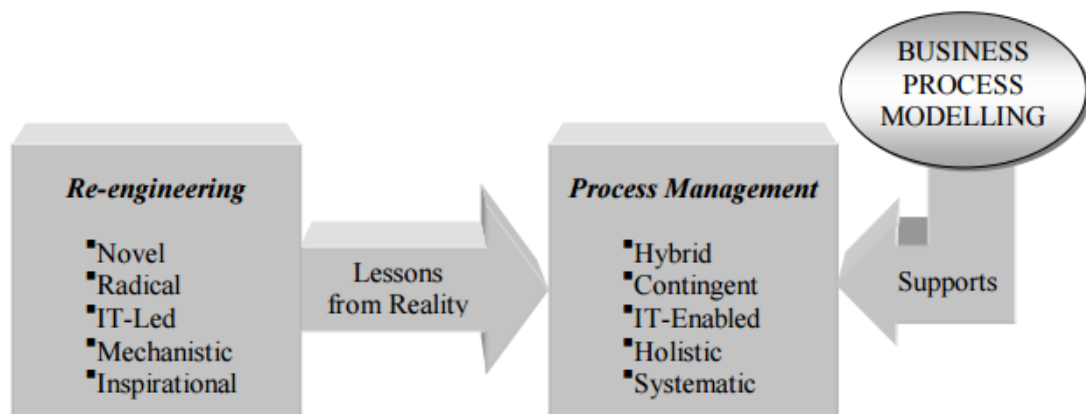 BUSINESS
PROCESS
MODELLING
Re-engineering
▪Novel
▪Radical
▪IT-Led
▪Mechanistic
▪Inspirational
Lessons
from Reality
Process Management
▪Hybrid
▪Contingent
▪IT-Enabled
▪Holistic
▪Systematic
Supports